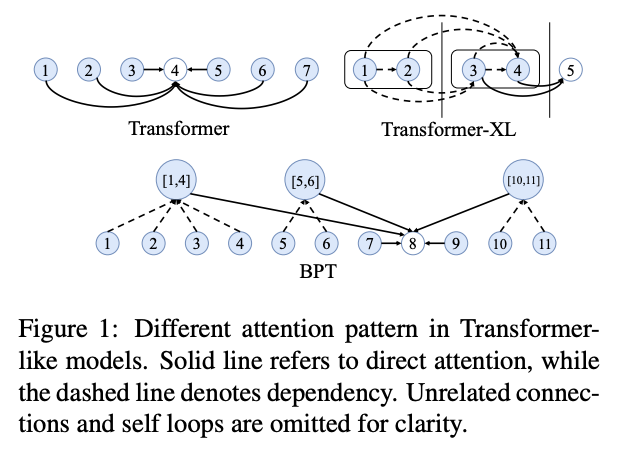 1 2 3 4 5 6 7
Transformer
1 2 3 4 5
Transformer-XL
[1,4] [5,6] [10,11]
1 2 3 4 5 6 7 8 9 10 11
BPT
Figure 1: Different attention pattern in Transformer-
like models. Solid line refers to direct attention, while
the dashed line denotes dependency. Unrelated connec-
tions and self loops are omitted for clarity.